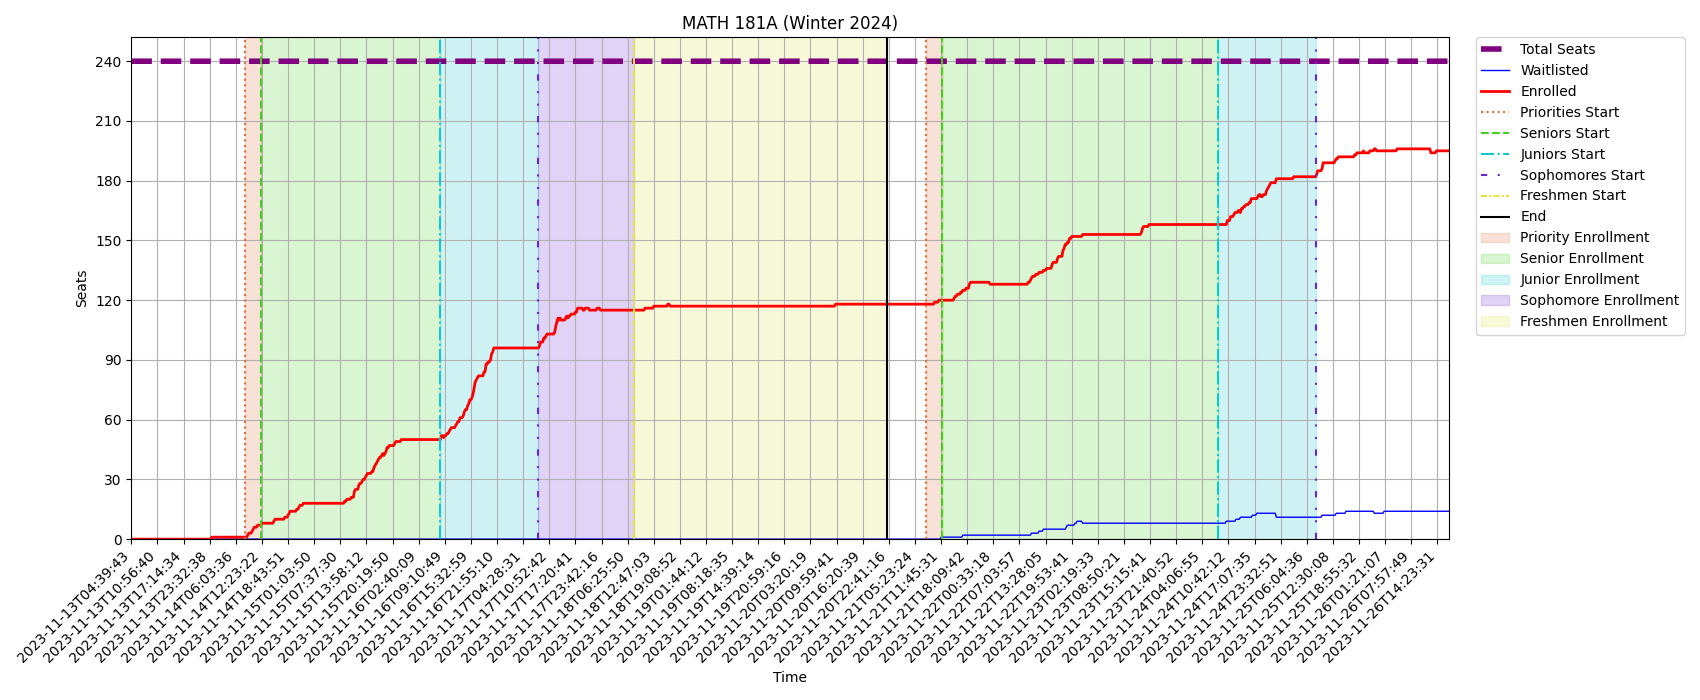 MATH 181A (Winter 2024)
Seats
240
210
180
150
120
90
60
30
0
2023-11-13T04:39:43
2023-11-13T10:56:40
2023-11-13T17:14:34
2023-11-13T23:32:38
2023-11-14T06:03:36
2023-11-14T12:23:22
2023-11-14T18:43:51
2023-11-15T01:03:50
2023-11-15T07:37:30
2023-11-15T13:58:12
2023-11-15T20:19:50
2023-11-16T02:40:09
2023-11-16T09:10:49
2023-11-16T15:32:59
2023-11-16T21:55:10
2023-11-17T04:28:31
2023-11-17T10:52:42
2023-11-17T17:20:41
2023-11-17T23:42:16
2023-11-18T06:25:50
2023-11-18T12:47:03
2023-11-18T19:08:52
2023-11-19T01:44:12
2023-11-19T08:18:35
2023-11-19T14:39:14
2023-11-19T20:59:16
2023-11-20T03:20:19
2023-11-20T09:59:41
2023-11-20T16:20:39
2023-11-20T22:41:16
2023-11-21T05:23:24
2023-11-21T11:45:31
2023-11-21T18:09:42
2023-11-22T00:33:18
2023-11-22T07:03:57
2023-11-22T13:28:05
2023-11-22T19:53:41
2023-11-23T02:19:33
2023-11-23T08:50:21
2023-11-23T15:15:41
2023-11-23T21:40:52
2023-11-24T04:06:55
2023-11-24T10:42:12
2023-11-24T17:07:35
2023-11-24T23:32:51
2023-11-25T06:04:36
2023-11-25T12:30:08
2023-11-25T18:55:32
2023-11-26T01:21:07
2023-11-26T07:57:49
2023-11-26T14:23:31
Time
Total Seats
Waitlisted
Enrolled
Priorities Start
Seniors Start
Juniors Start
Sophomores Start
Freshmen Start
End
Priority Enrollment
Senior Enrollment
Junior Enrollment
Sophomore Enrollment
Freshmen Enrollment